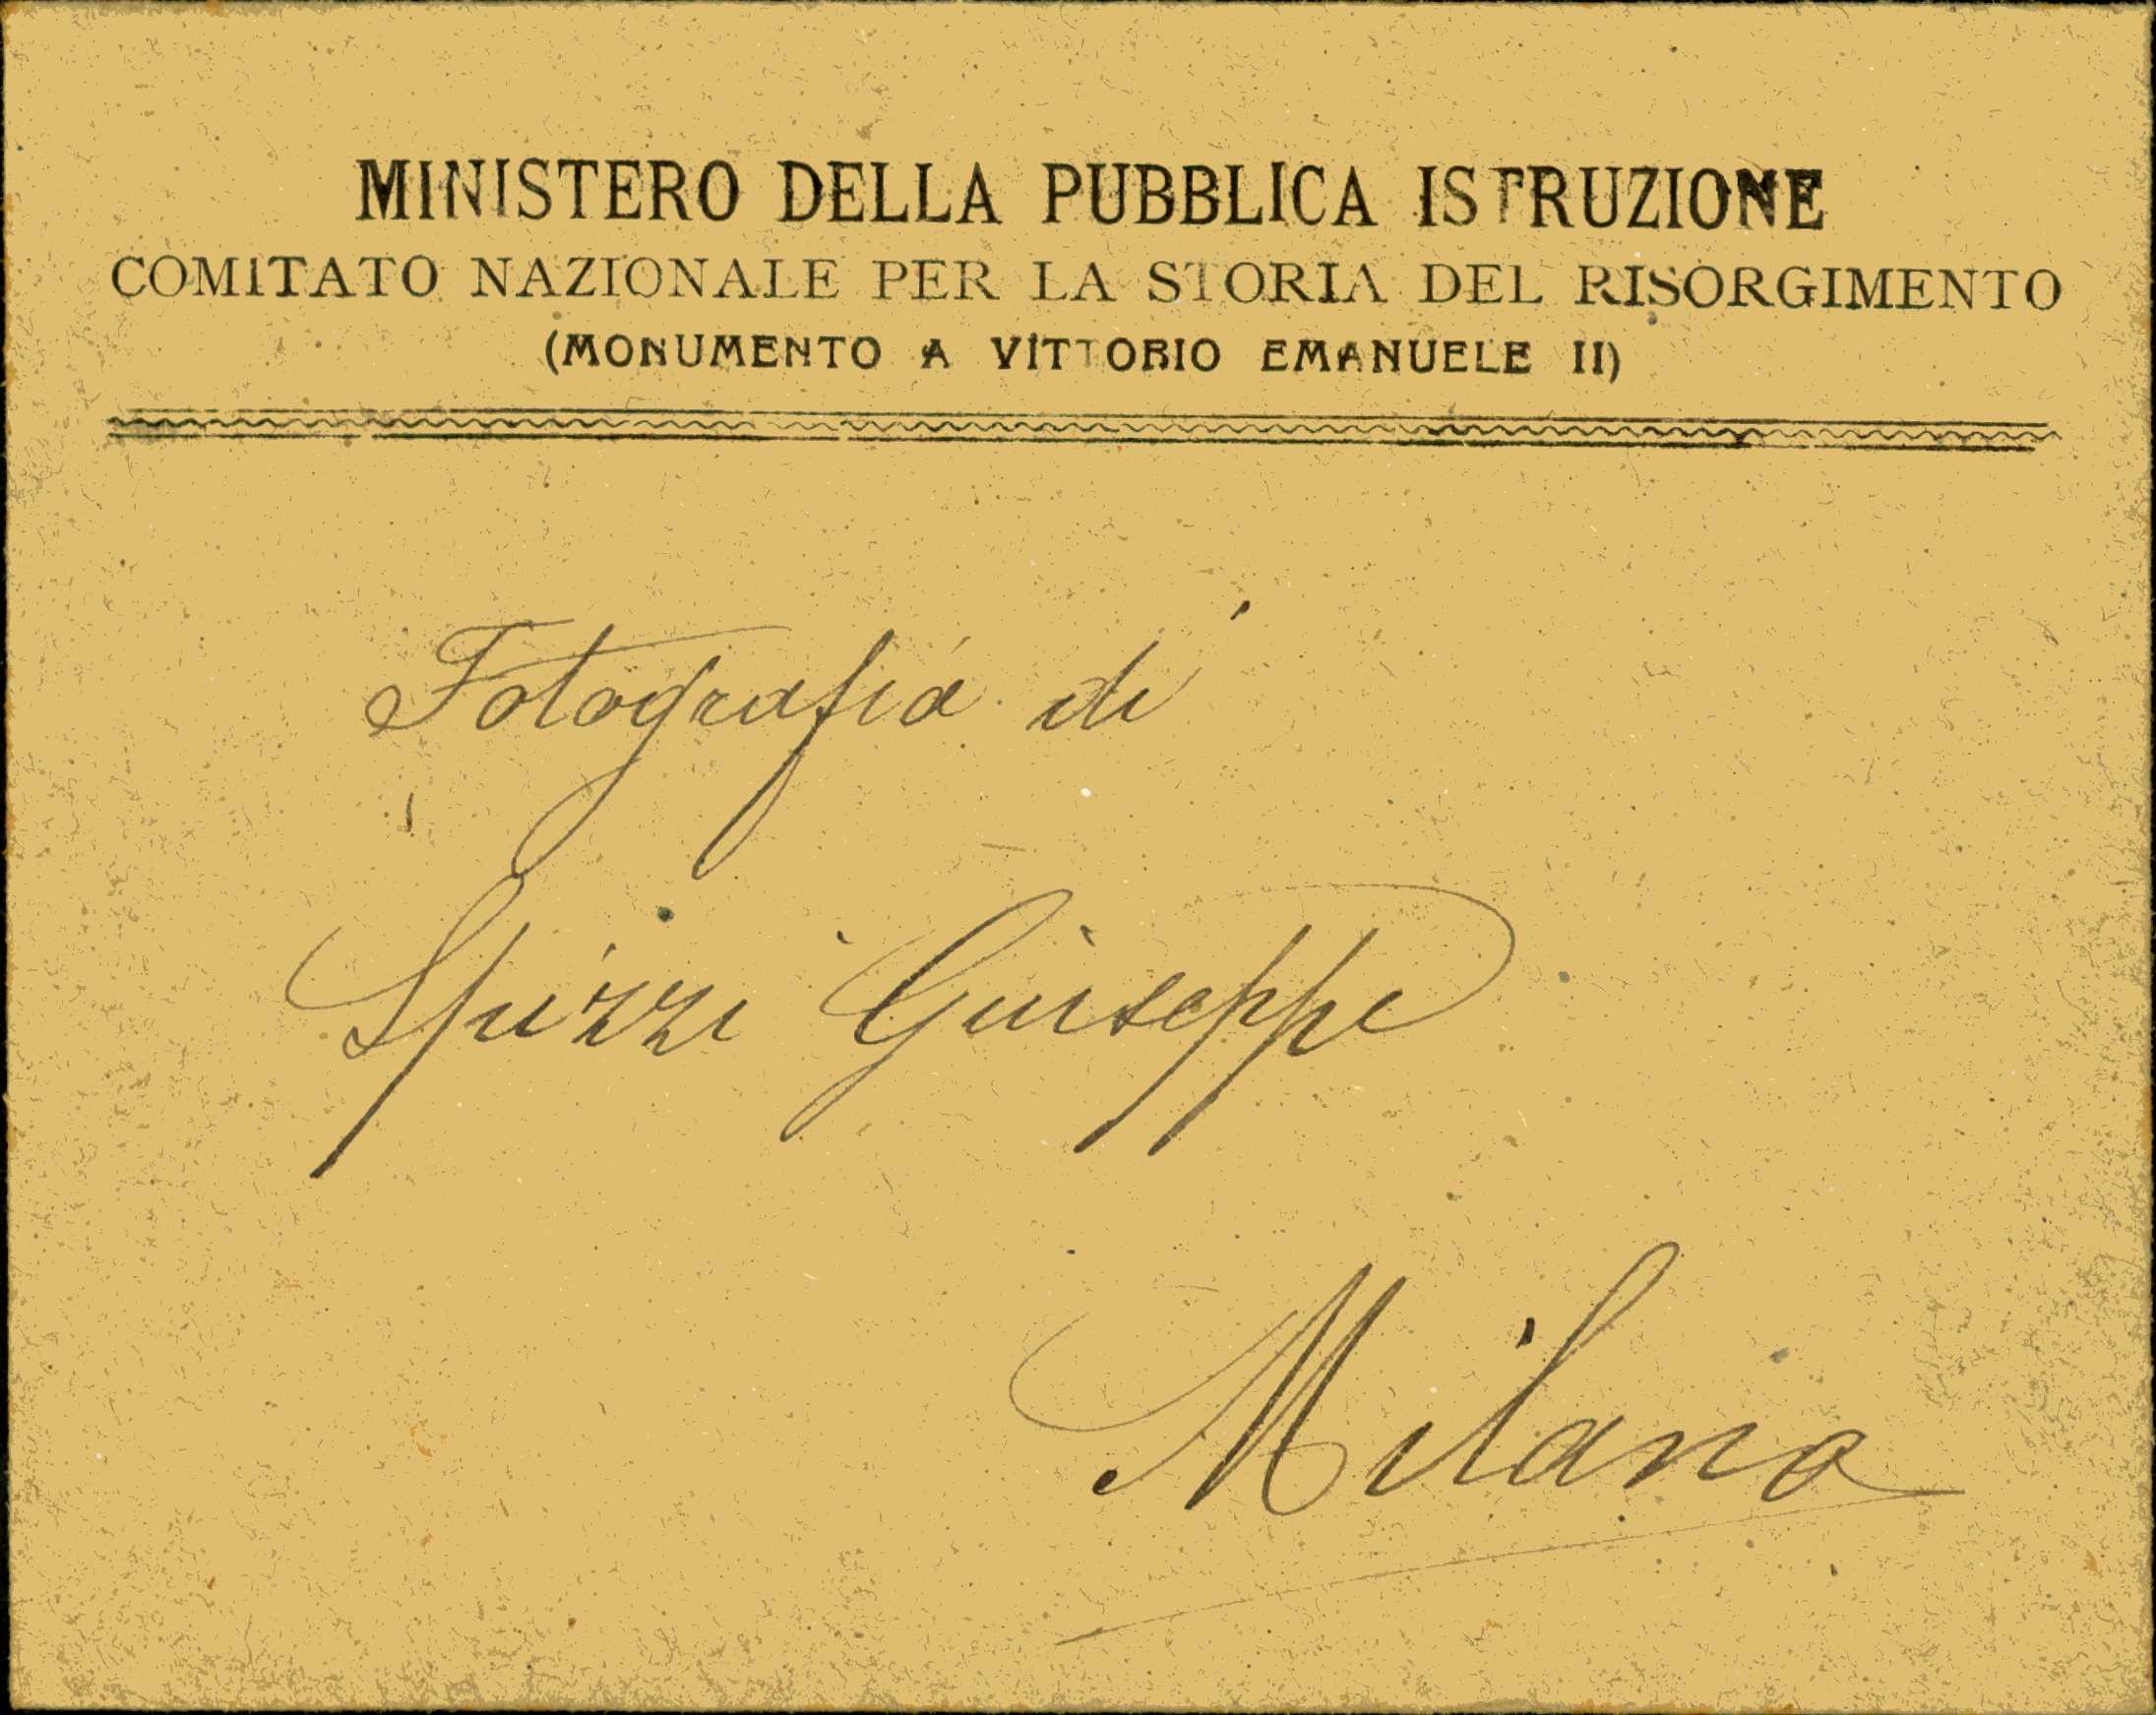 MINISTERO DELLA PUBBLICA ISTRUZIONE
COMITATO NAZIONALE PER LA STORIA DEL RISORGIMENTO
(MONUMENTO A VITTORIO EMANUELE II)
Fotografia di
Spizzi Giuseppe
Milano